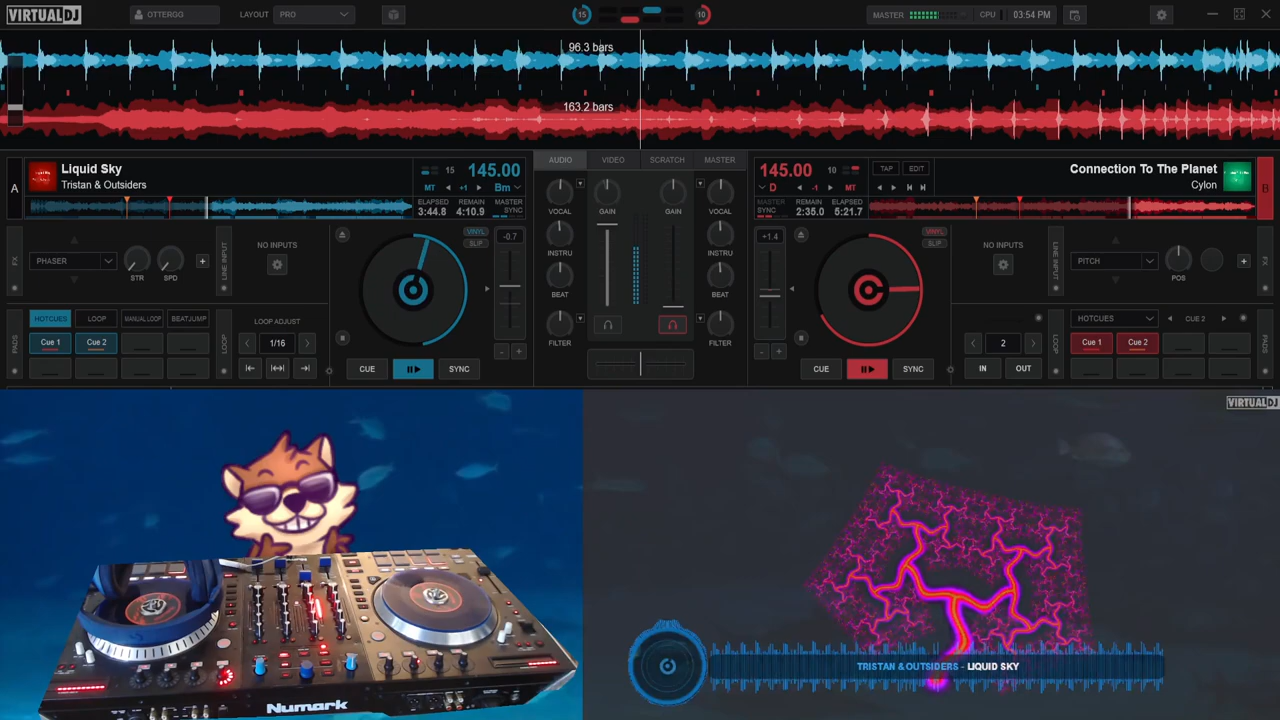 VIRTUALDJ
OTTERGG
LAYOUT PRO
15
10
MASTER
CPU
03:54 PM
96.3 bars
163.2 bars
A
Liquid Sky
Tristan & Outsiders
15
145.00
MT +1 Bm
ELAPSED REMAIN MASTER SYNC
3:44.8 4:10.9
AUDIO VIDEO SCRATCH MASTER
145.00
10
D -1 MT
MASTER SYNC REMAIN ELAPSED
2:35.0 5:21.7
TAP EDIT
Connection To The Planet
Cylon
B
FX
PHASER
STR SPD
+
LINE INPUT
NO INPUTS
VINYL
SLIP
-0.7
VOCAL
GAIN
GAIN
VOCAL
INSTRU
INSTRU
BEAT
BEAT
FILTER
FILTER
+1.4
VINYL
SLIP
NO INPUTS
LINE INPUT
PITCH
POS
+
FX
PADS
HOTCUES LOOP MANUAL LOOP BEATJUMP
Cue 1 Cue 2
LOOP
LOOP ADJUST
1/16
CUE SYNC
- +
- +
CUE SYNC
2
IN OUT
LOOP
HOTCUES
CUE 2
Cue 1 Cue 2
PADS
VIRTUALDJ
TRISTAN & OUTSIDERS - LIQUID SKY
Numark